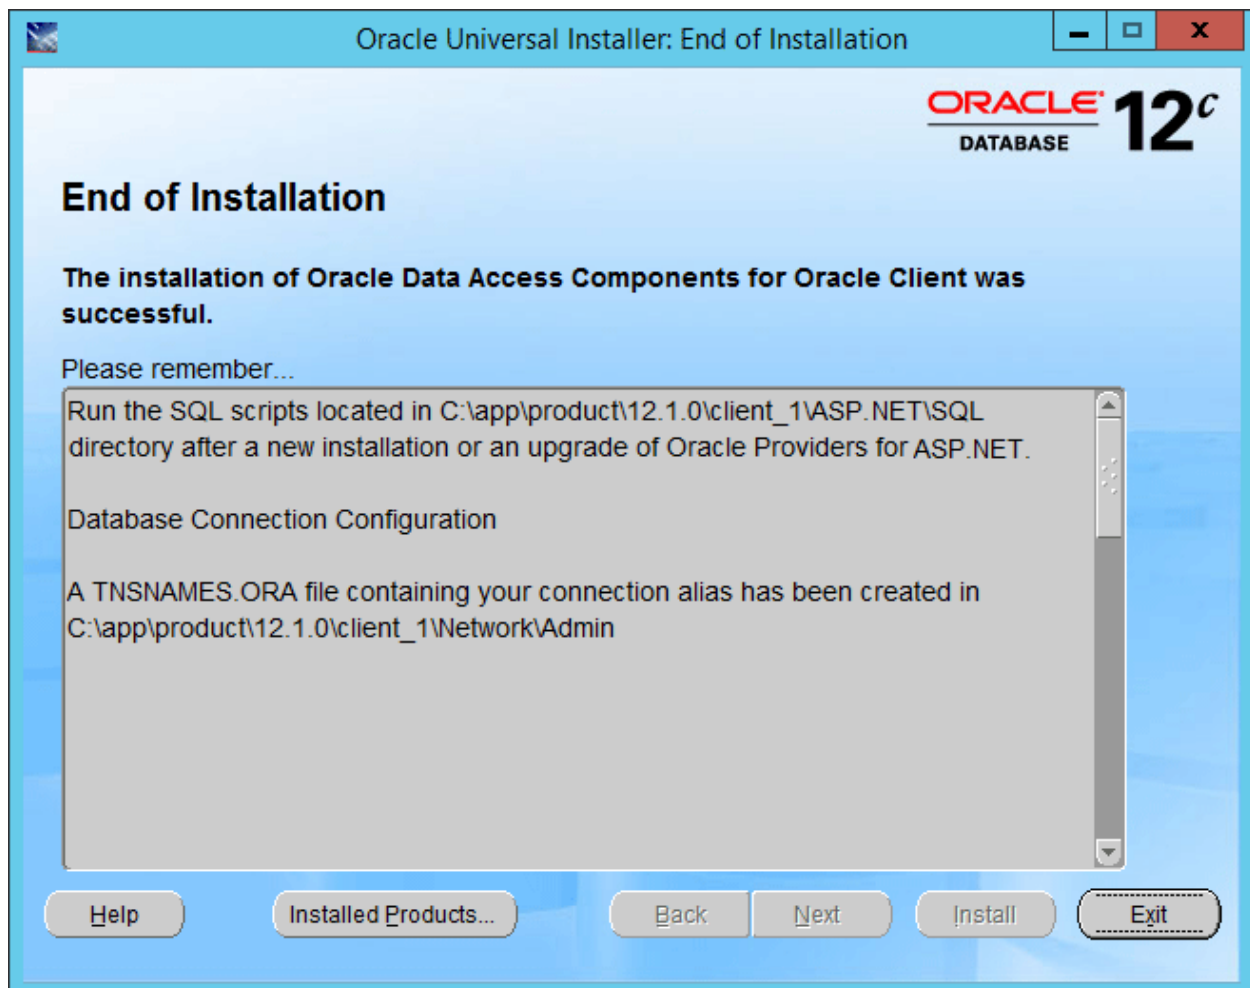 Oracle Universal Installer: End of Installation
ORACLE
DATABASE
12c
End of Installation
The installation of Oracle Data Access Components for Oracle Client was
successful.
Please remember...
Run the SQL scripts located in C:\app\product\12.1.0\client_1\ASP.NET\SQL
directory after a new installation or an upgrade of Oracle Providers for ASP.NET.
Database Connection Configuration
A TNSNAMES.ORA file containing your connection alias has been created in
C:\app\product\12.1.0\client_1\Network\Admin
Help Installed Products... Back Next Install Exit